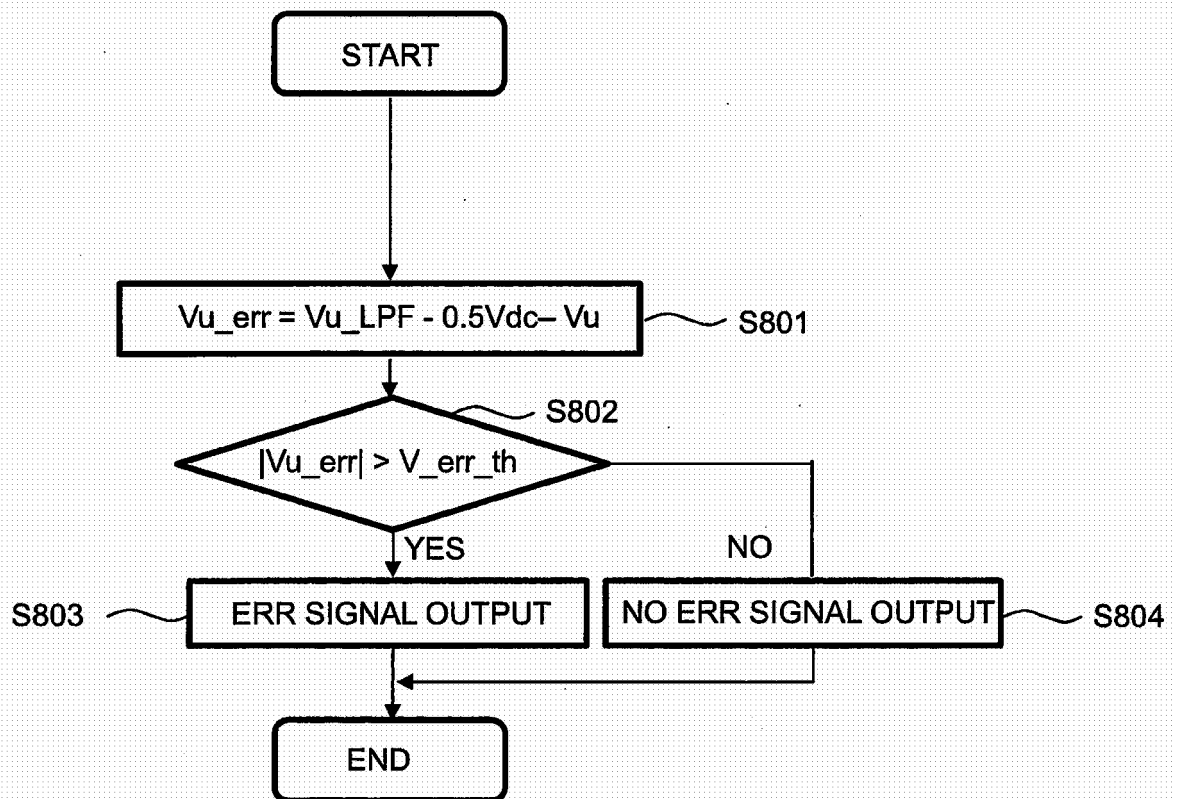 START
Vu_err = Vu_LPF - 0.5Vdc– Vu
S801
S802
|Vu_err| > V_err_th
YES
NO
S803
ERR SIGNAL OUTPUT
NO ERR SIGNAL OUTPUT
S804
END